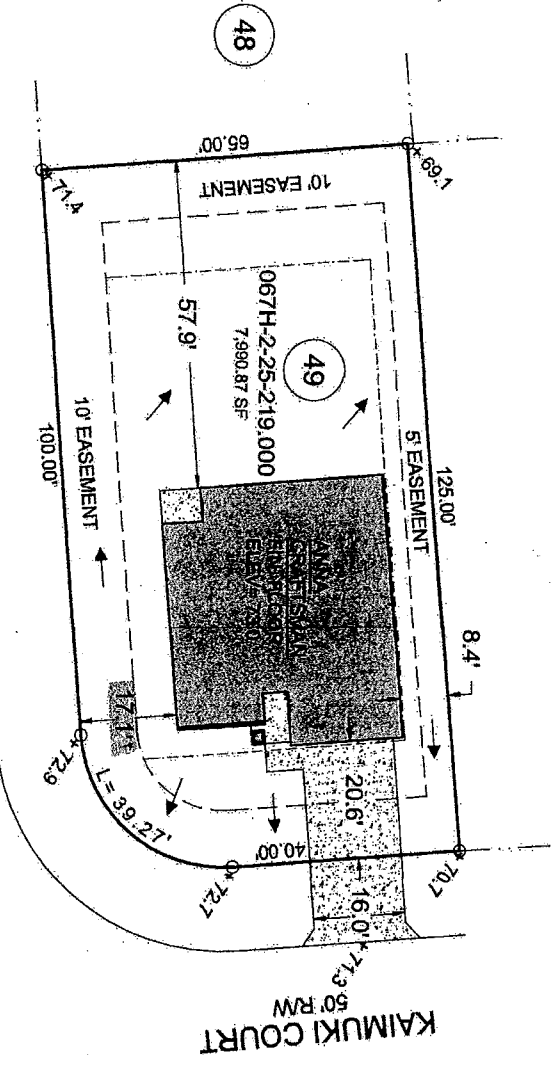 48
65.00'
69.1
71.4
10' EASEMENT
57.9'
067H-2-25-219.000
7,990.87 SF
49
10' EASEMENT
100.00'
5' EASEMENT
125.00'
8.4'
CRAFTSMAN
17.1'
72.9
L= 39.27'
20.6'
40.00'
72.7
70.7
16.0'
71.3
50' R/W
KAIMUKI COURT